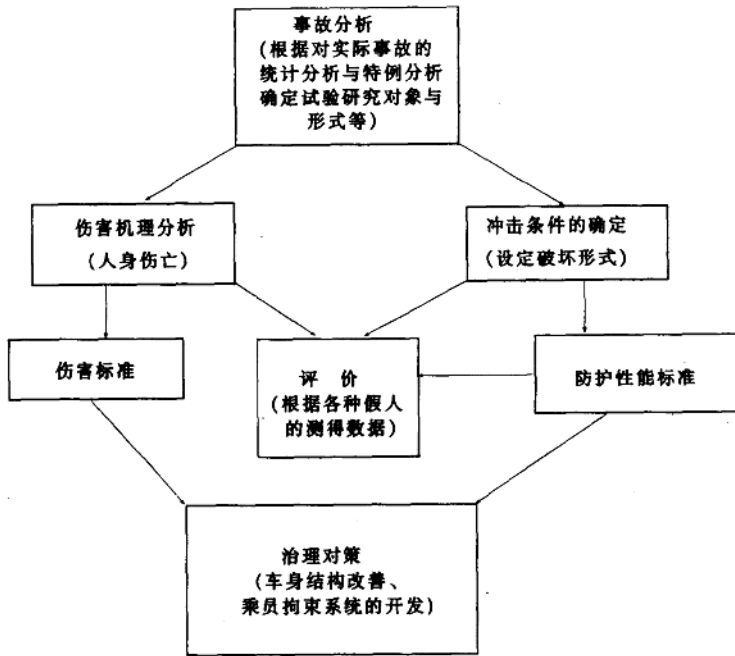 事故分析
(根据对实际事故的
统计分析与特例分析
确定试验研究对象与
形式等)
伤害机理分析
(人身伤亡)
冲击条件的确定
(设定破坏形式)
伤害标准
评 价
(根据各种假人
的测得数据)
防护性能标准
治理对策
(车身结构改善、
乘员拘束系统的开发)